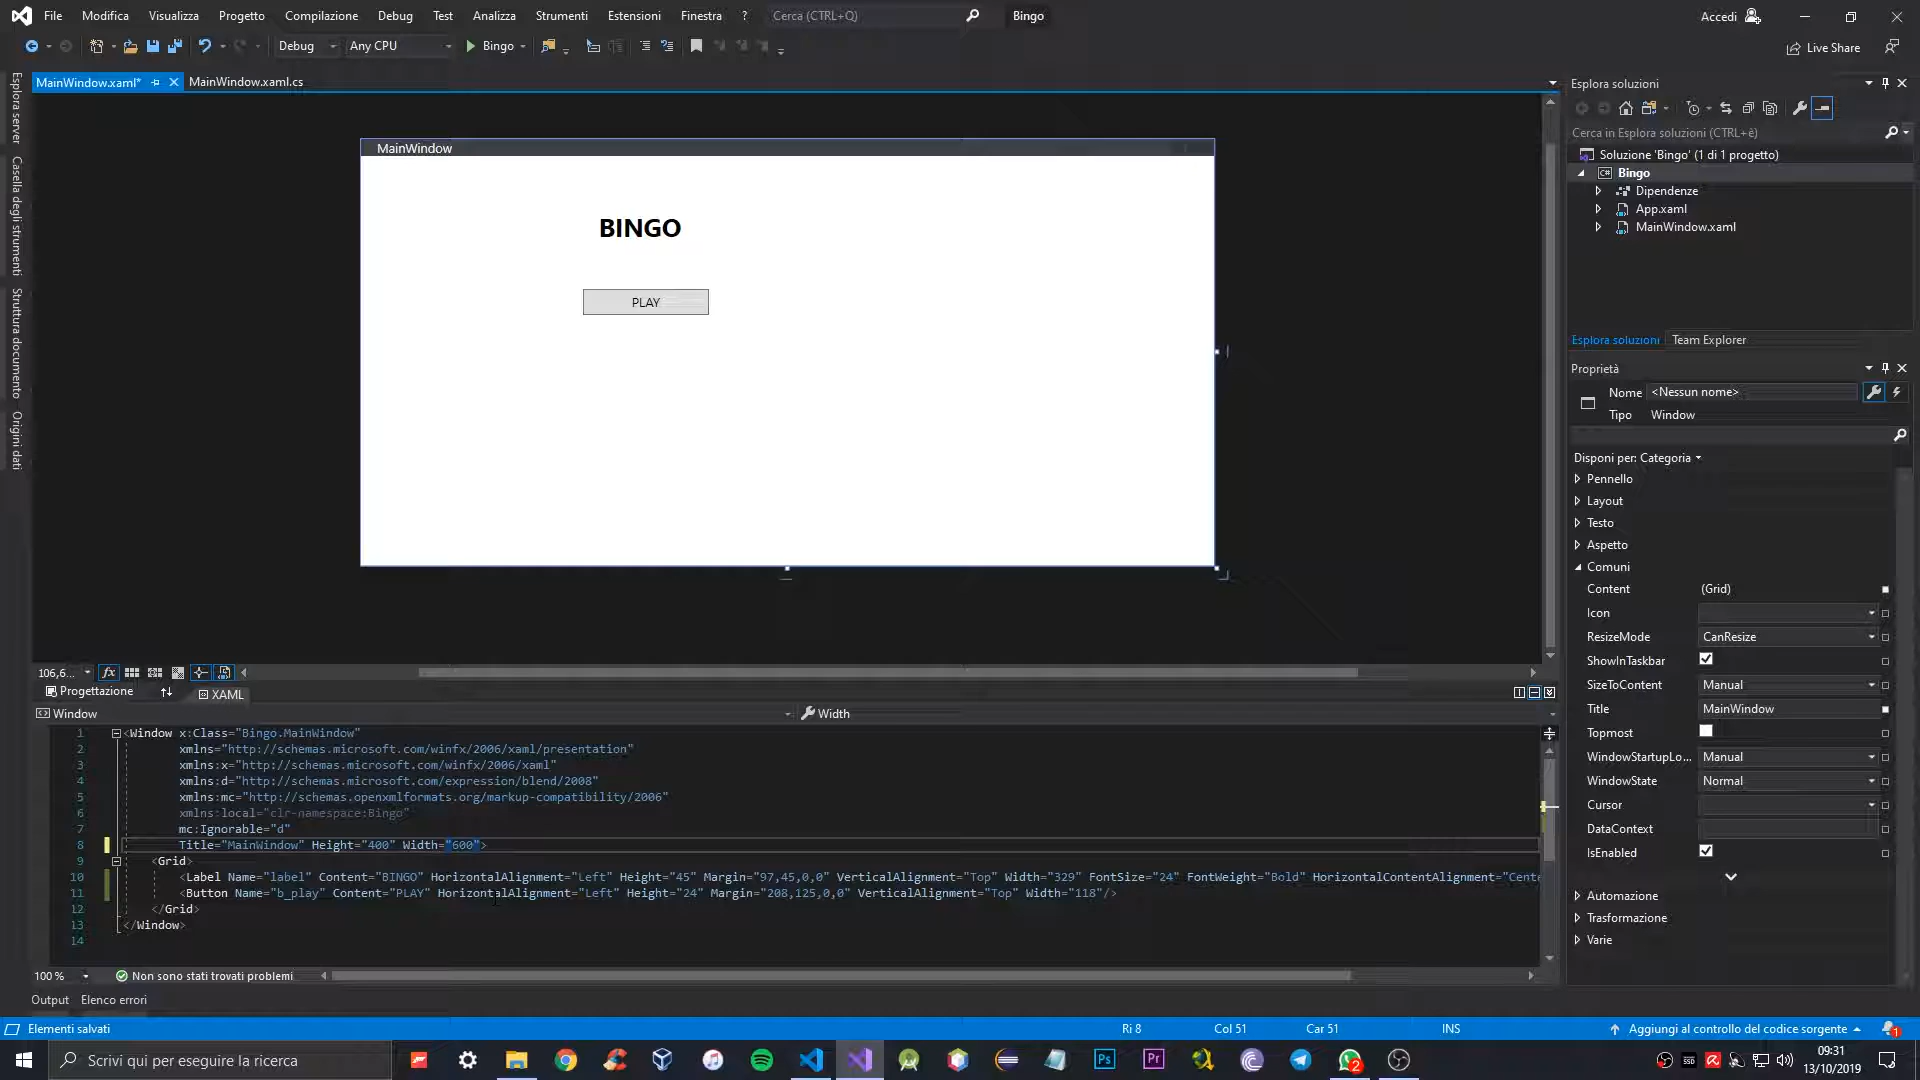 File Modifica Visualizza Progetto Compilazione Debug Test Analizza Strumenti Estensioni Finestra ? Cerca (CTRL+Q) Bingo Accedi
Debug Any CPU Bingo Live Share
MainWindow.xaml* MainWindow.xaml.cs
Esplora server
Casella degli strumenti
Struttura documento
Origini dati
MainWindow
BINGO
PLAY
106,6...
Progettazione XAML
Window Width
1 <Window x:Class="Bingo.MainWindow"
2 xmlns="http://schemas.microsoft.com/winfx/2006/xaml/presentation"
3 xmlns:x="http://schemas.microsoft.com/winfx/2006/xaml"
4 xmlns:d="http://schemas.microsoft.com/expression/blend/2008"
5 xmlns:mc="http://schemas.openxmlformats.org/markup-compatibility/2006"
6 xmlns:local="clr-namespace:Bingo"
7 mc:Ignorable="d"
8 Title="MainWindow" Height="400" Width="600">
9 <Grid>
10 <Label Name="label" Content="BINGO" HorizontalAlignment="Left" Height="45" Margin="97,45,0,0" VerticalAlignment="Top" Width="329" FontSize="24" FontWeight="Bold" HorizontalContentAlignment="Cente
11 <Button Name="b_play" Content="PLAY" HorizontalAlignment="Left" Height="24" Margin="208,125,0,0" VerticalAlignment="Top" Width="118"/>
12 </Grid>
13 </Window>
14
100 % Non sono stati trovati problemi
Output Elenco errori
Esplora soluzioni
Cerca in Esplora soluzioni (CTRL+è)
Soluzione 'Bingo' (1 di 1 progetto)
C# Bingo
Dipendenze
App.xaml
MainWindow.xaml
Esplora soluzioni Team Explorer
Proprietà
Nome <Nessun nome>
Tipo Window
Disponi per: Categoria
Pennello
Layout
Testo
Aspetto
Comuni
Content (Grid)
Icon
ResizeMode CanResize
ShowInTaskbar
SizeToContent Manual
Title MainWindow
Topmost
WindowStartupLo... Manual
WindowState Normal
Cursor
DataContext
IsEnabled
Automazione
Trasformazione
Varie
Elementi salvati Ri 8 Col 51 Car 51 INS Aggiungi al controllo del codice sorgente 1
Scrivi qui per eseguire la ricerca Ps Pr 2 SSD 09:31
13/10/2019